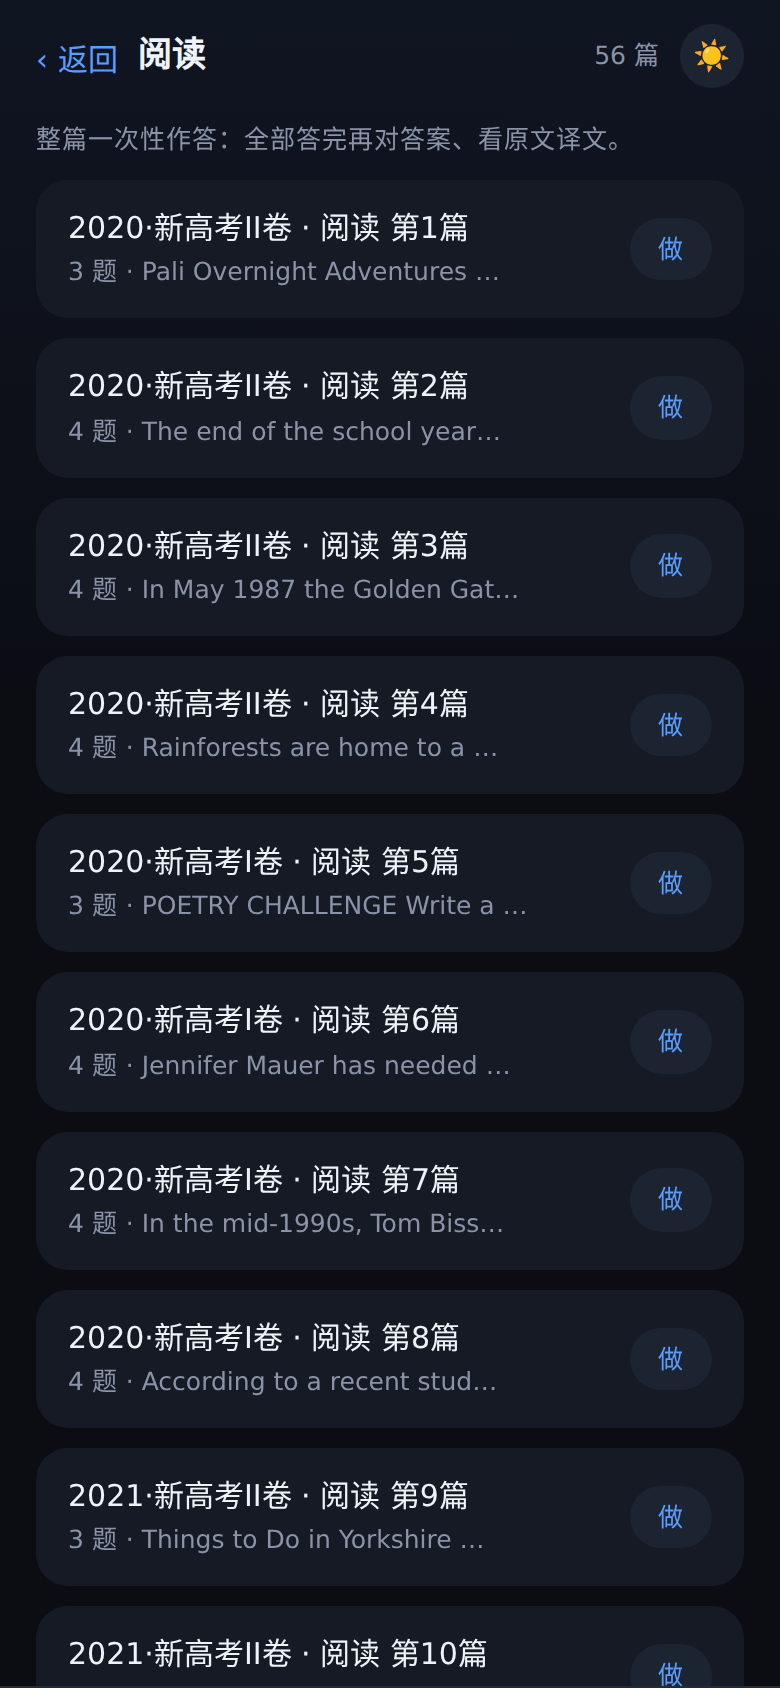 ‹ 返回 阅读 56 篇
整篇一次性作答：全部答完再对答案、看原文译文。
2020·新高考II卷 · 阅读 第1篇
3 题 · Pali Overnight Adventures …
做
2020·新高考II卷 · 阅读 第2篇
4 题 · The end of the school year…
做
2020·新高考II卷 · 阅读 第3篇
4 题 · In May 1987 the Golden Gat…
做
2020·新高考II卷 · 阅读 第4篇
4 题 · Rainforests are home to a …
做
2020·新高考I卷 · 阅读 第5篇
3 题 · POETRY CHALLENGE Write a …
做
2020·新高考I卷 · 阅读 第6篇
4 题 · Jennifer Mauer has needed …
做
2020·新高考I卷 · 阅读 第7篇
4 题 · In the mid-1990s, Tom Biss…
做
2020·新高考I卷 · 阅读 第8篇
4 题 · According to a recent stud…
做
2021·新高考II卷 · 阅读 第9篇
3 题 · Things to Do in Yorkshire …
做
2021·新高考II卷 · 阅读 第10篇
做